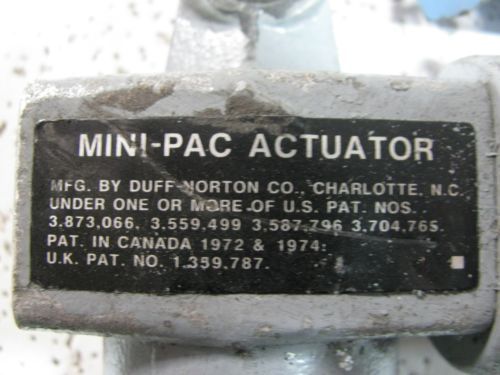 MINI-PAC ACTUATOR
MFG. BY DUFF-NORTON CO., CHARLOTTE, N.C.
UNDER ONE OR MORE OF U.S. PAT. NOS.
3.873,066. 3.559.499 3.587.796 3.704.765.
PAT. IN CANADA 1972 & 1974:
U.K. PAT. NO. 1.359.787.